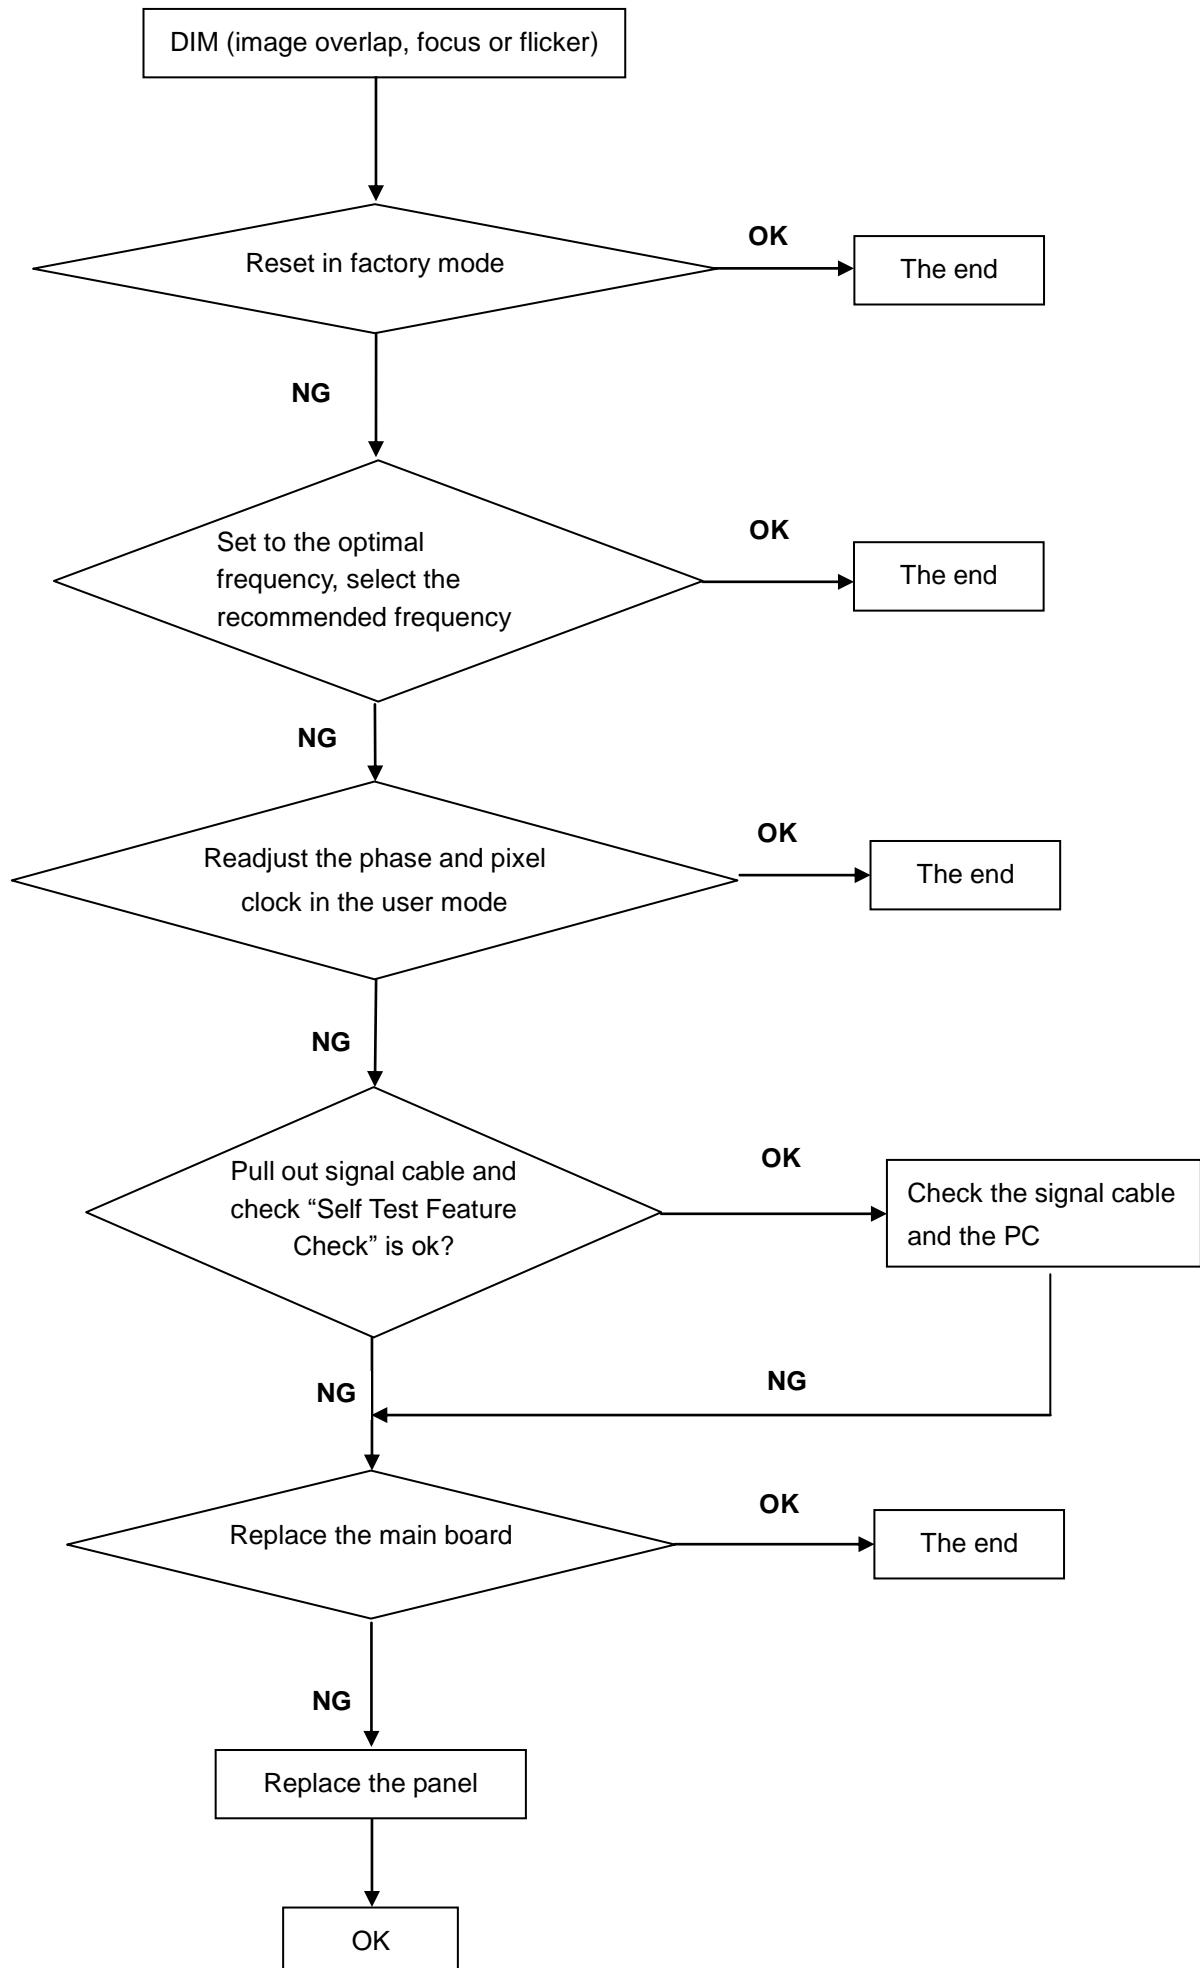 DIM (image overlap, focus or flicker)
OK
Reset in factory mode
The end
NG
OK
Set to the optimal
frequency, select the
recommended frequency
The end
NG
OK
Readjust the phase and pixel
clock in the user mode
The end
NG
OK
Pull out signal cable and
check “Self Test Feature
Check” is ok?
Check the signal cable
and the PC
NG
NG
OK
Replace the main board
The end
NG
Replace the panel
OK